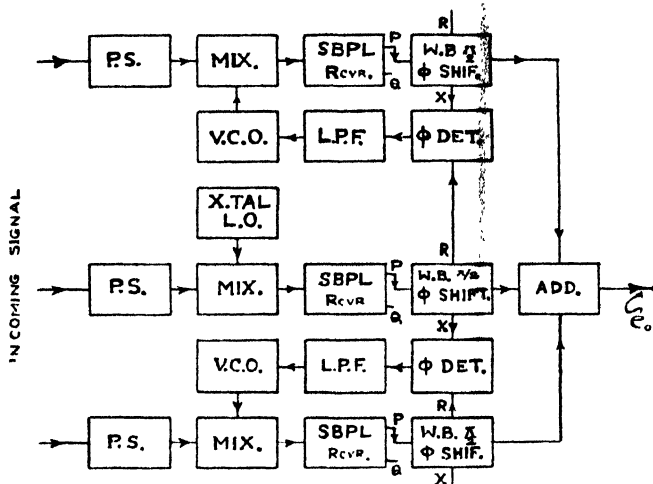 R
P.S.
MIX.
SBPL
RCVR.
P
Q
W.B π/2
Φ SHIF.
X
V.C.O.
L.P.F.
Φ DET.
X.TAL
L.O.
R
INCOMING SIGNAL
P.S.
MIX.
SBPL
RCVR
P
Q
W.B. π/2
Φ SHIFT.
ADD.
e₀
X
V.C.O.
L.P.F.
Φ DET.
R
P.S.
MIX.
SBPL
RCVR.
P
Q
W.B. π/2
Φ SHIF.
X